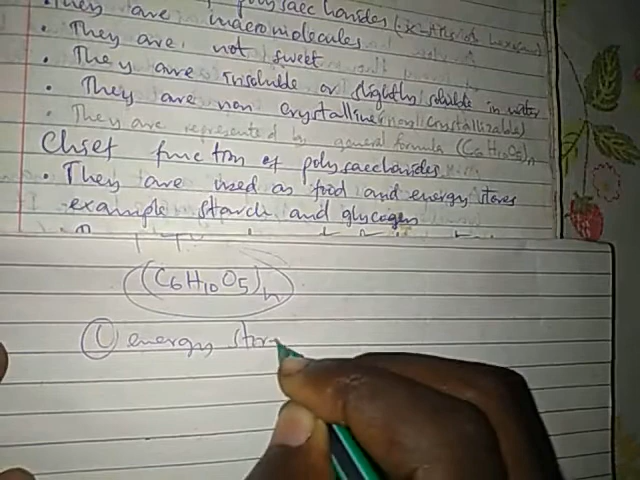 They are polysaccharides
macromolecules
• They are not sweet
• They are insoluble or slightly soluble in water
• They are non crystalline (non crystallizable)
• They are represented by general formula (C6H10O5)n
Chief function of polysaccharides
• They are used as food and energy stores
example starch and glycogen
(C6H10O5)n
① energy stor